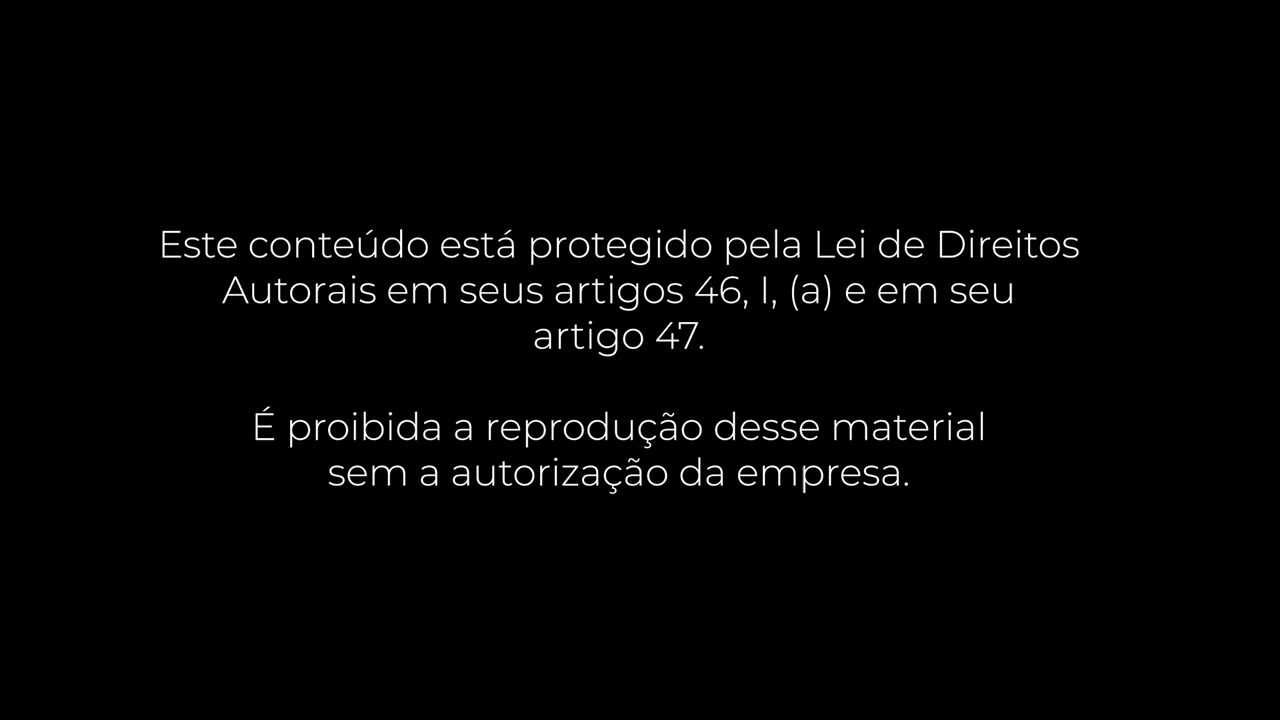 Este conteúdo está protegido pela Lei de Direitos
Autorais em seus artigos 46, I, (a) e em seu
artigo 47.
É proibida a reprodução desse material
sem a autorização da empresa.